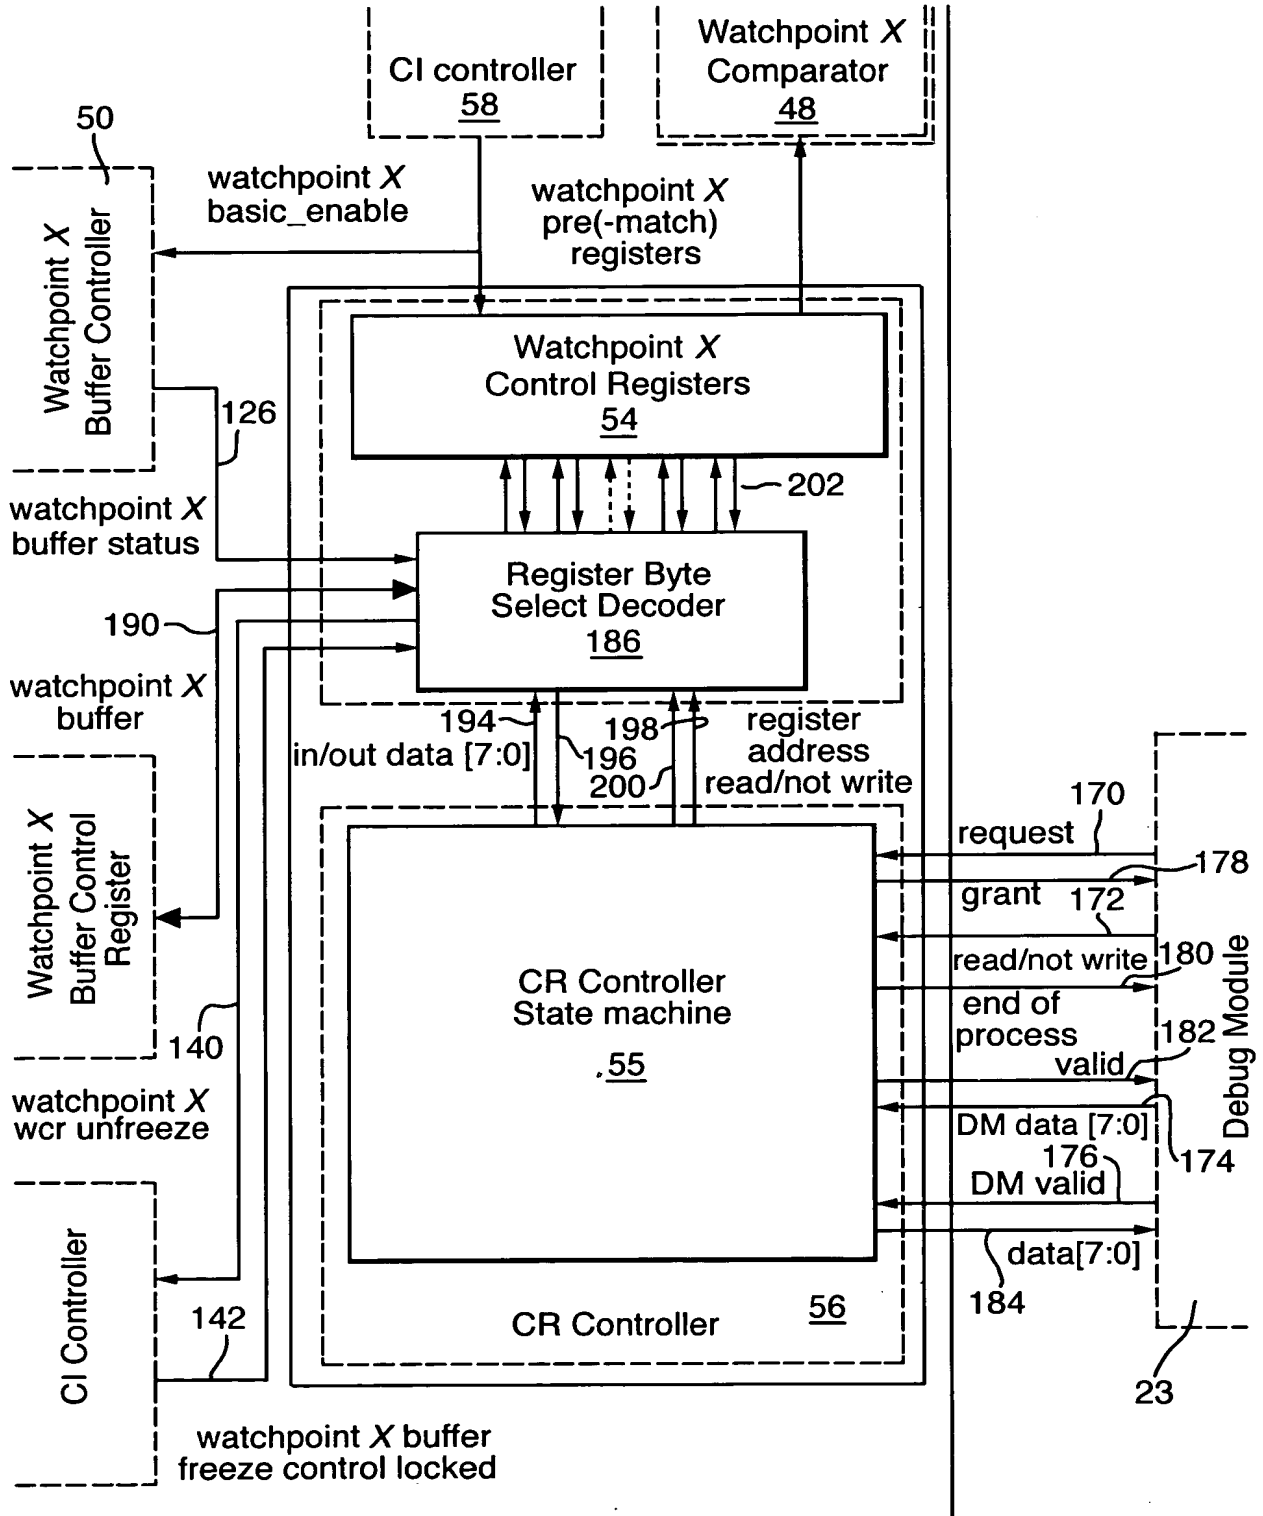 CI controller
58
Watchpoint X
Comparator
48
50
watchpoint X
basic_enable
watchpoint X
pre(-match)
registers
Watchpoint X
Buffer Controller
Watchpoint X
Control Registers
54
126
202
watchpoint X
buffer status
Register Byte
Select Decoder
186
190
watchpoint X
buffer
194
in/out data [7:0]
196
198
200
register
address
read/not write
Watchpoint X
Buffer Control
Register
140
CR Controller
State machine
55
request
170
178
grant
172
read/not write
180
end of
process
valid
182
DM data [7:0]
174
176
DM valid
data[7:0]
184
Debug Module
23
watchpoint X
wcr unfreeze
CI Controller
142
56
CR Controller
watchpoint X buffer
freeze control locked